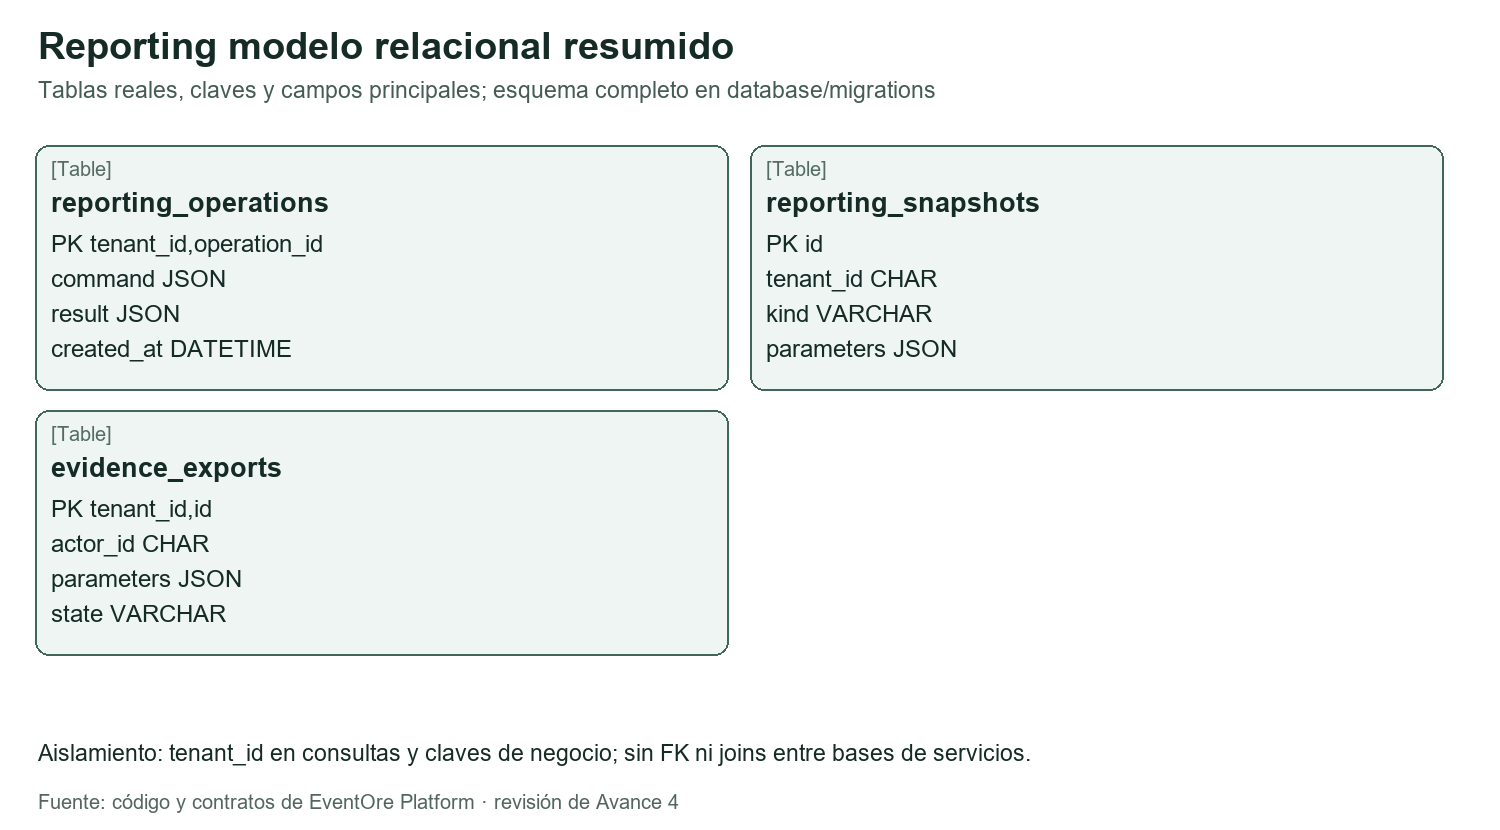 Reporting modelo relacional resumido
Tablas reales, claves y campos principales; esquema completo en database/migrations
[Table]
reporting_operations
PK tenant_id,operation_id
command JSON
result JSON
created_at DATETIME
[Table]
reporting_snapshots
PK id
tenant_id CHAR
kind VARCHAR
parameters JSON
[Table]
evidence_exports
PK tenant_id,id
actor_id CHAR
parameters JSON
state VARCHAR
Aislamiento: tenant_id en consultas y claves de negocio; sin FK ni joins entre bases de servicios.
Fuente: código y contratos de EventOre Platform · revisión de Avance 4